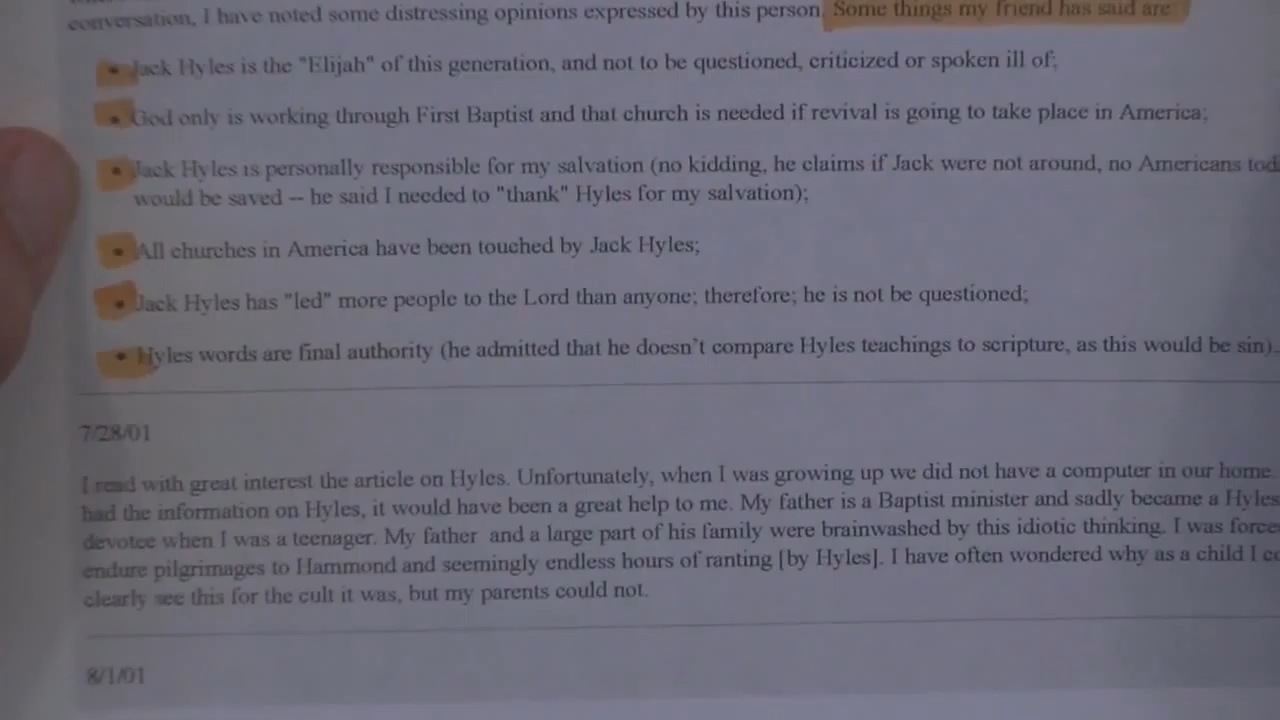 conversation, I have noted some distressing opinions expressed by this person. Some things my friend has said are
• Jack Hyles is the "Elijah" of this generation, and not to be questioned, criticized or spoken ill of;
• God only is working through First Baptist and that church is needed if revival is going to take place in America;
• Jack Hyles is personally responsible for my salvation (no kidding, he claims if Jack were not around, no Americans tod
would be saved -- he said I needed to "thank" Hyles for my salvation);
• All churches in America have been touched by Jack Hyles;
• Jack Hyles has "led" more people to the Lord than anyone; therefore; he is not be questioned;
• Hyles words are final authority (he admitted that he doesn't compare Hyles teachings to scripture, as this would be sin).
7/28/01
I read with great interest the article on Hyles. Unfortunately, when I was growing up we did not have a computer in our home.
had the information on Hyles, it would have been a great help to me. My father is a Baptist minister and sadly became a Hyles
devotee when I was a teenager. My father and a large part of his family were brainwashed by this idiotic thinking. I was force
endure pilgrimages to Hammond and seemingly endless hours of ranting [by Hyles]. I have often wondered why as a child I c
clearly see this for the cult it was, but my parents could not.
8/1/01